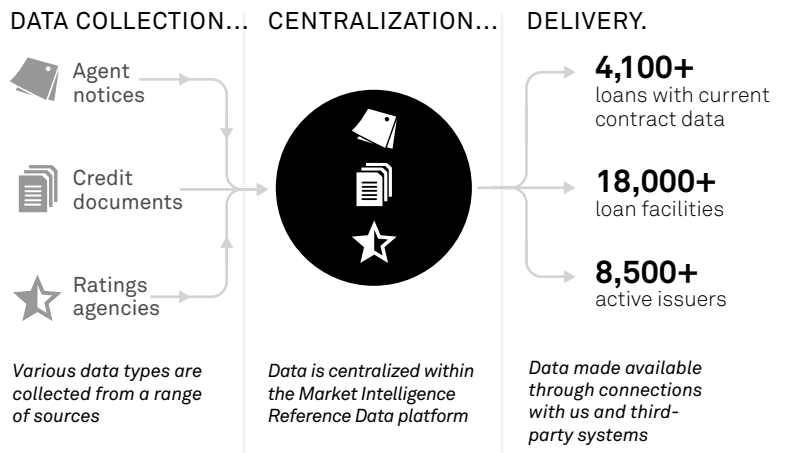 DATA COLLECTION...
Agent
notices
Credit
documents
Ratings
agencies
Various data types are
collected from a range
of sources
CENTRALIZATION...
Data is centralized within
the Market Intelligence
Reference Data platform
DELIVERY.
4,100+
loans with current
contract data
18,000+
loan facilities
8,500+
active issuers
Data made available
through connections
with us and third-
party systems